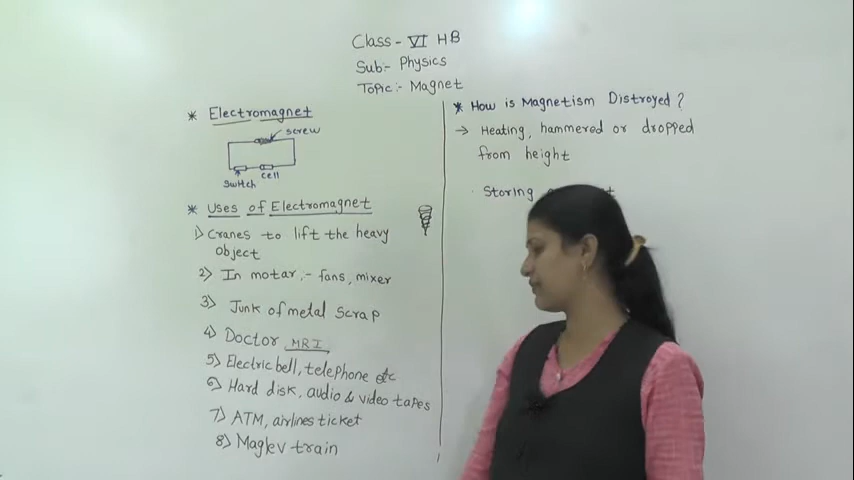 Class - VI HB
Sub:- Physics
Topic:- Magnet
* Electromagnet
screw
switch
cell
* Uses of Electromagnet
1) Cranes to lift the heavy
object
2) In motar :- fans, mixer
3) Junk of metal scrap
4) Doctor MRI
5) Electric bell, telephone etc
6) Hard disk, audio & video tapes
7) ATM, airlines ticket
8) Maglev train
* How is Magnetism Distroyed?
→ Heating, hammered or dropped
from height
Storing